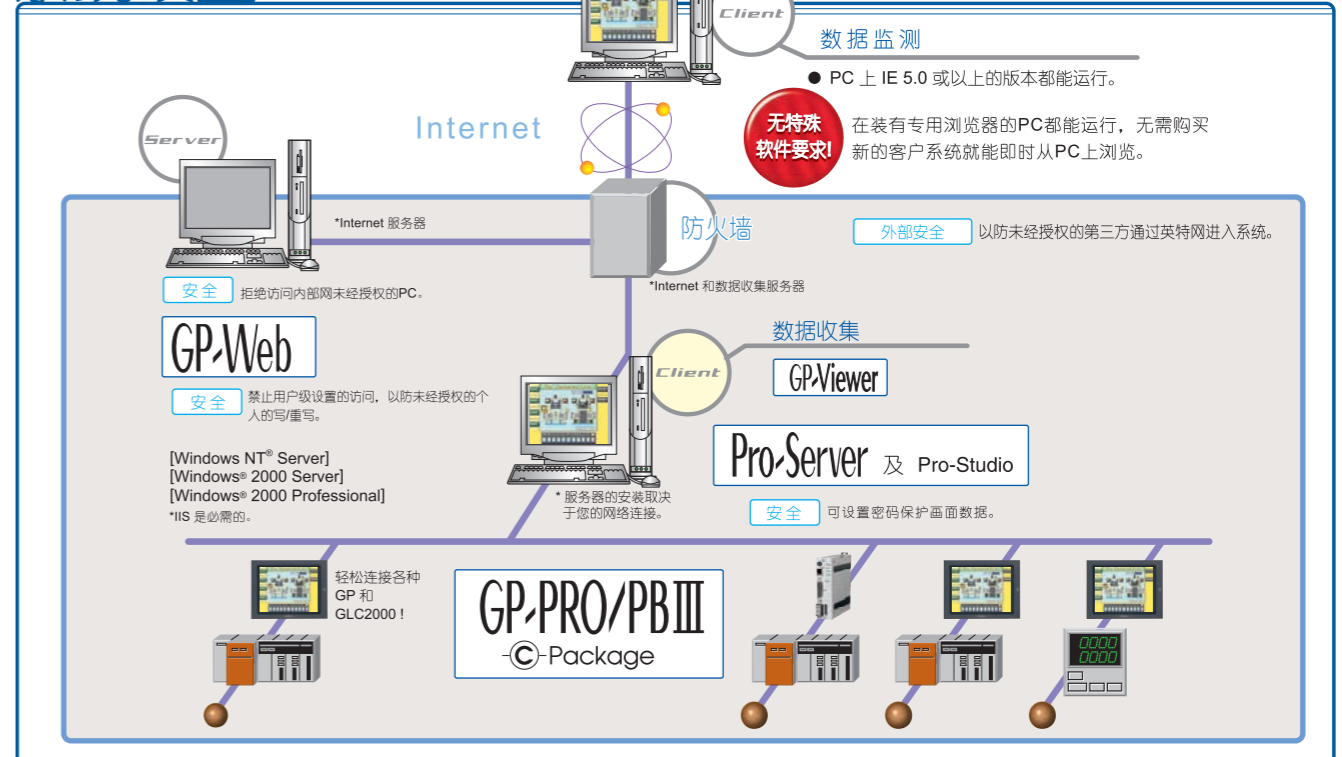 Client
数据监测
● PC 上 IE 5.0 或以上的版本都能运行。
无特殊
软件要求!
在装有专用浏览器的PC都能运行，无需购买
新的客户系统就能即时从PC上浏览。
Internet
Server
*Internet 服务器
防火墙
外部安全 以防未经授权的第三方通过英特网进入系统。
*Internet 和数据收集服务器
安全 拒绝访问内部网未经授权的PC。
GP-Web
安全 禁止用户级设置的访问，以防未经授权的个
人的写/重写。
[Windows NT® Server]
[Windows® 2000 Server]
[Windows® 2000 Professional]
*IIS 是必需的。
Client
数据收集
GP-Viewer
Pro-Server 及 Pro-Studio
安全 可设置密码保护画面数据。
* 服务器的安装取决
于您的网络连接。
轻松连接各种
GP 和
GLC2000 !
GP-PRO/PBⅢ
-C-Package
0000
0000